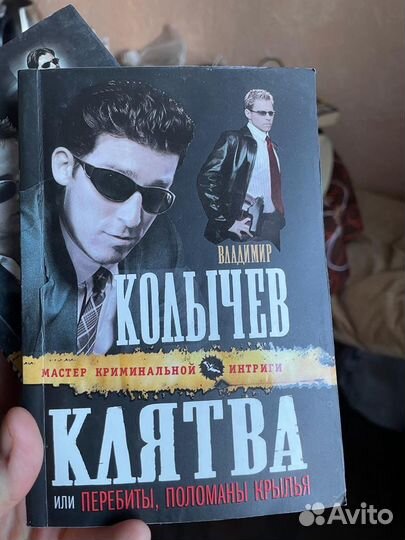 ВЛАДИМИР
КОЛЫЧЕВ
МАСТЕР КРИМИНАЛЬНОЙ ИНТРИГИ
КЛЯТВА
ИЛИ ПЕРЕБИТЫ, ПОЛОМАНЫ КРЫЛЬЯ
Avito